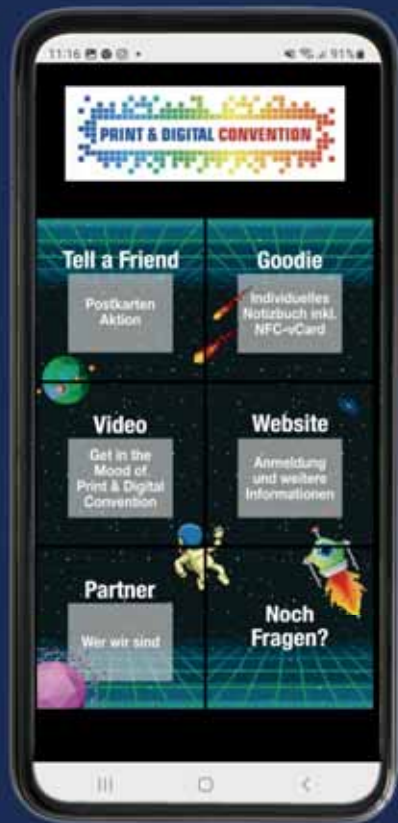 11:16
91%
PRINT & DIGITAL CONVENTION
Tell a Friend
Postkarten
Aktion
Goodie
Individuelles
Notizbuch inkl.
NFC-vCard
Video
Get in the
Mood of
Print & Digital
Convention
Website
Anmeldung
und weitere
Informationen
Partner
Wer wir sind
Noch
Fragen?